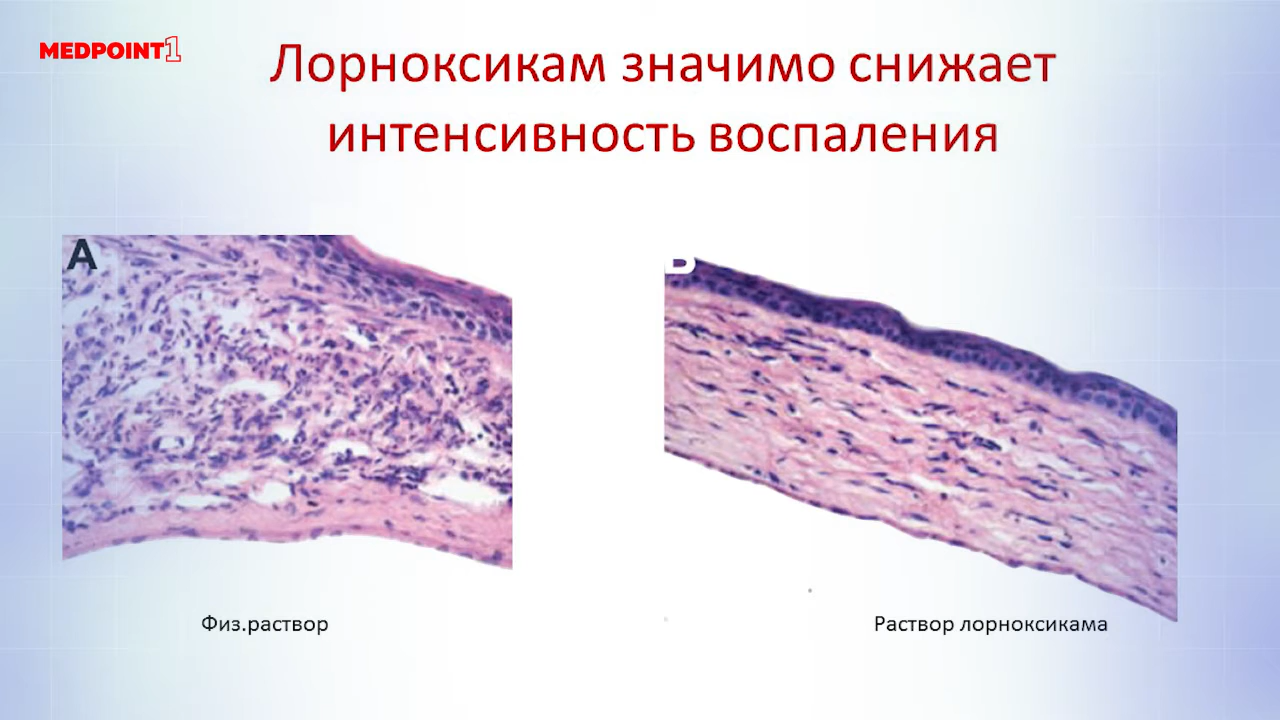 MEDPOINT1
Лорноксикам значимо снижает
интенсивность воспаления
A
B
Физ.раствор
Раствор лорноксикама